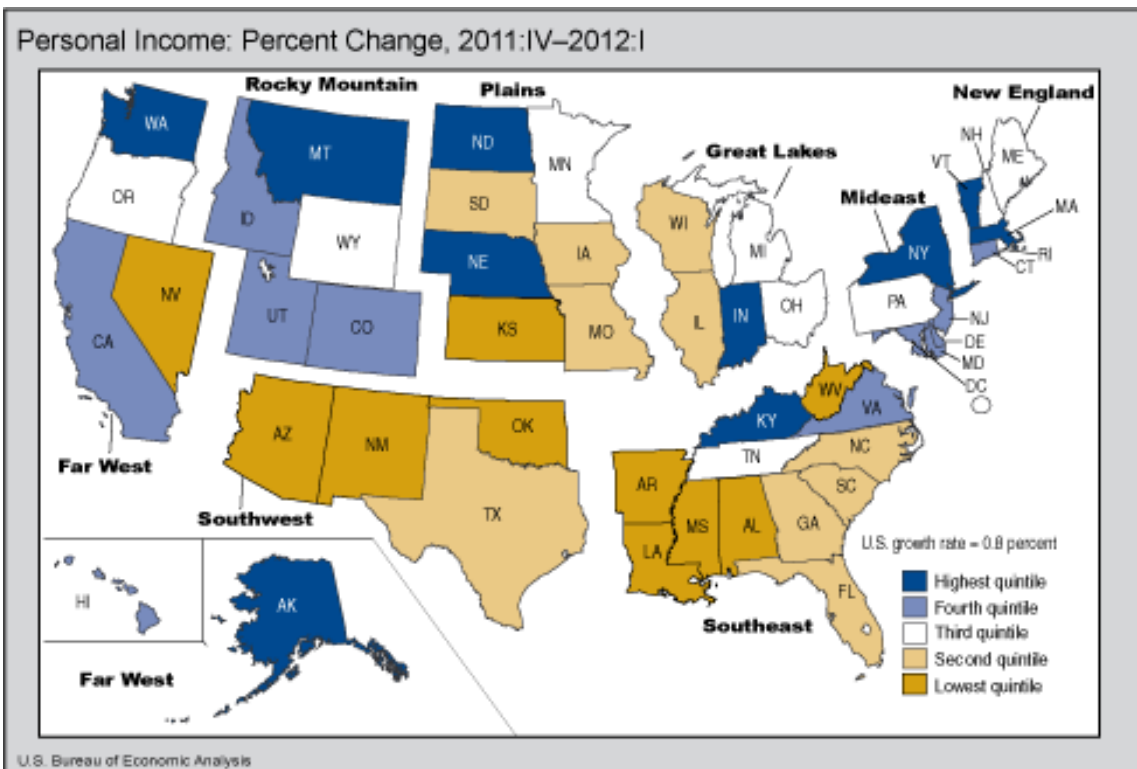 Personal Income: Percent Change, 2011:IV–2012:I
Rocky Mountain
Plains
New England
WA
MT
ND
MN
NH
ME
VT
Great Lakes
Mideast
OR
ID
WY
SD
WI
MI
MA
NY
RI
CT
NE
IA
NV
UT
CO
KS
MO
IL
IN
OH
PA
NJ
DE
MD
DC
CA
WV
VA
KY
Far West
AZ
NM
OK
TN
NC
AR
SC
Southwest
TX
MS
AL
GA
LA
U.S. growth rate = 0.8 percent
Highest quintile
HI
AK
FL
Fourth quintile
Southeast
Third quintile
Second quintile
Far West
Lowest quintile
U.S. Bureau of Economic Analysis